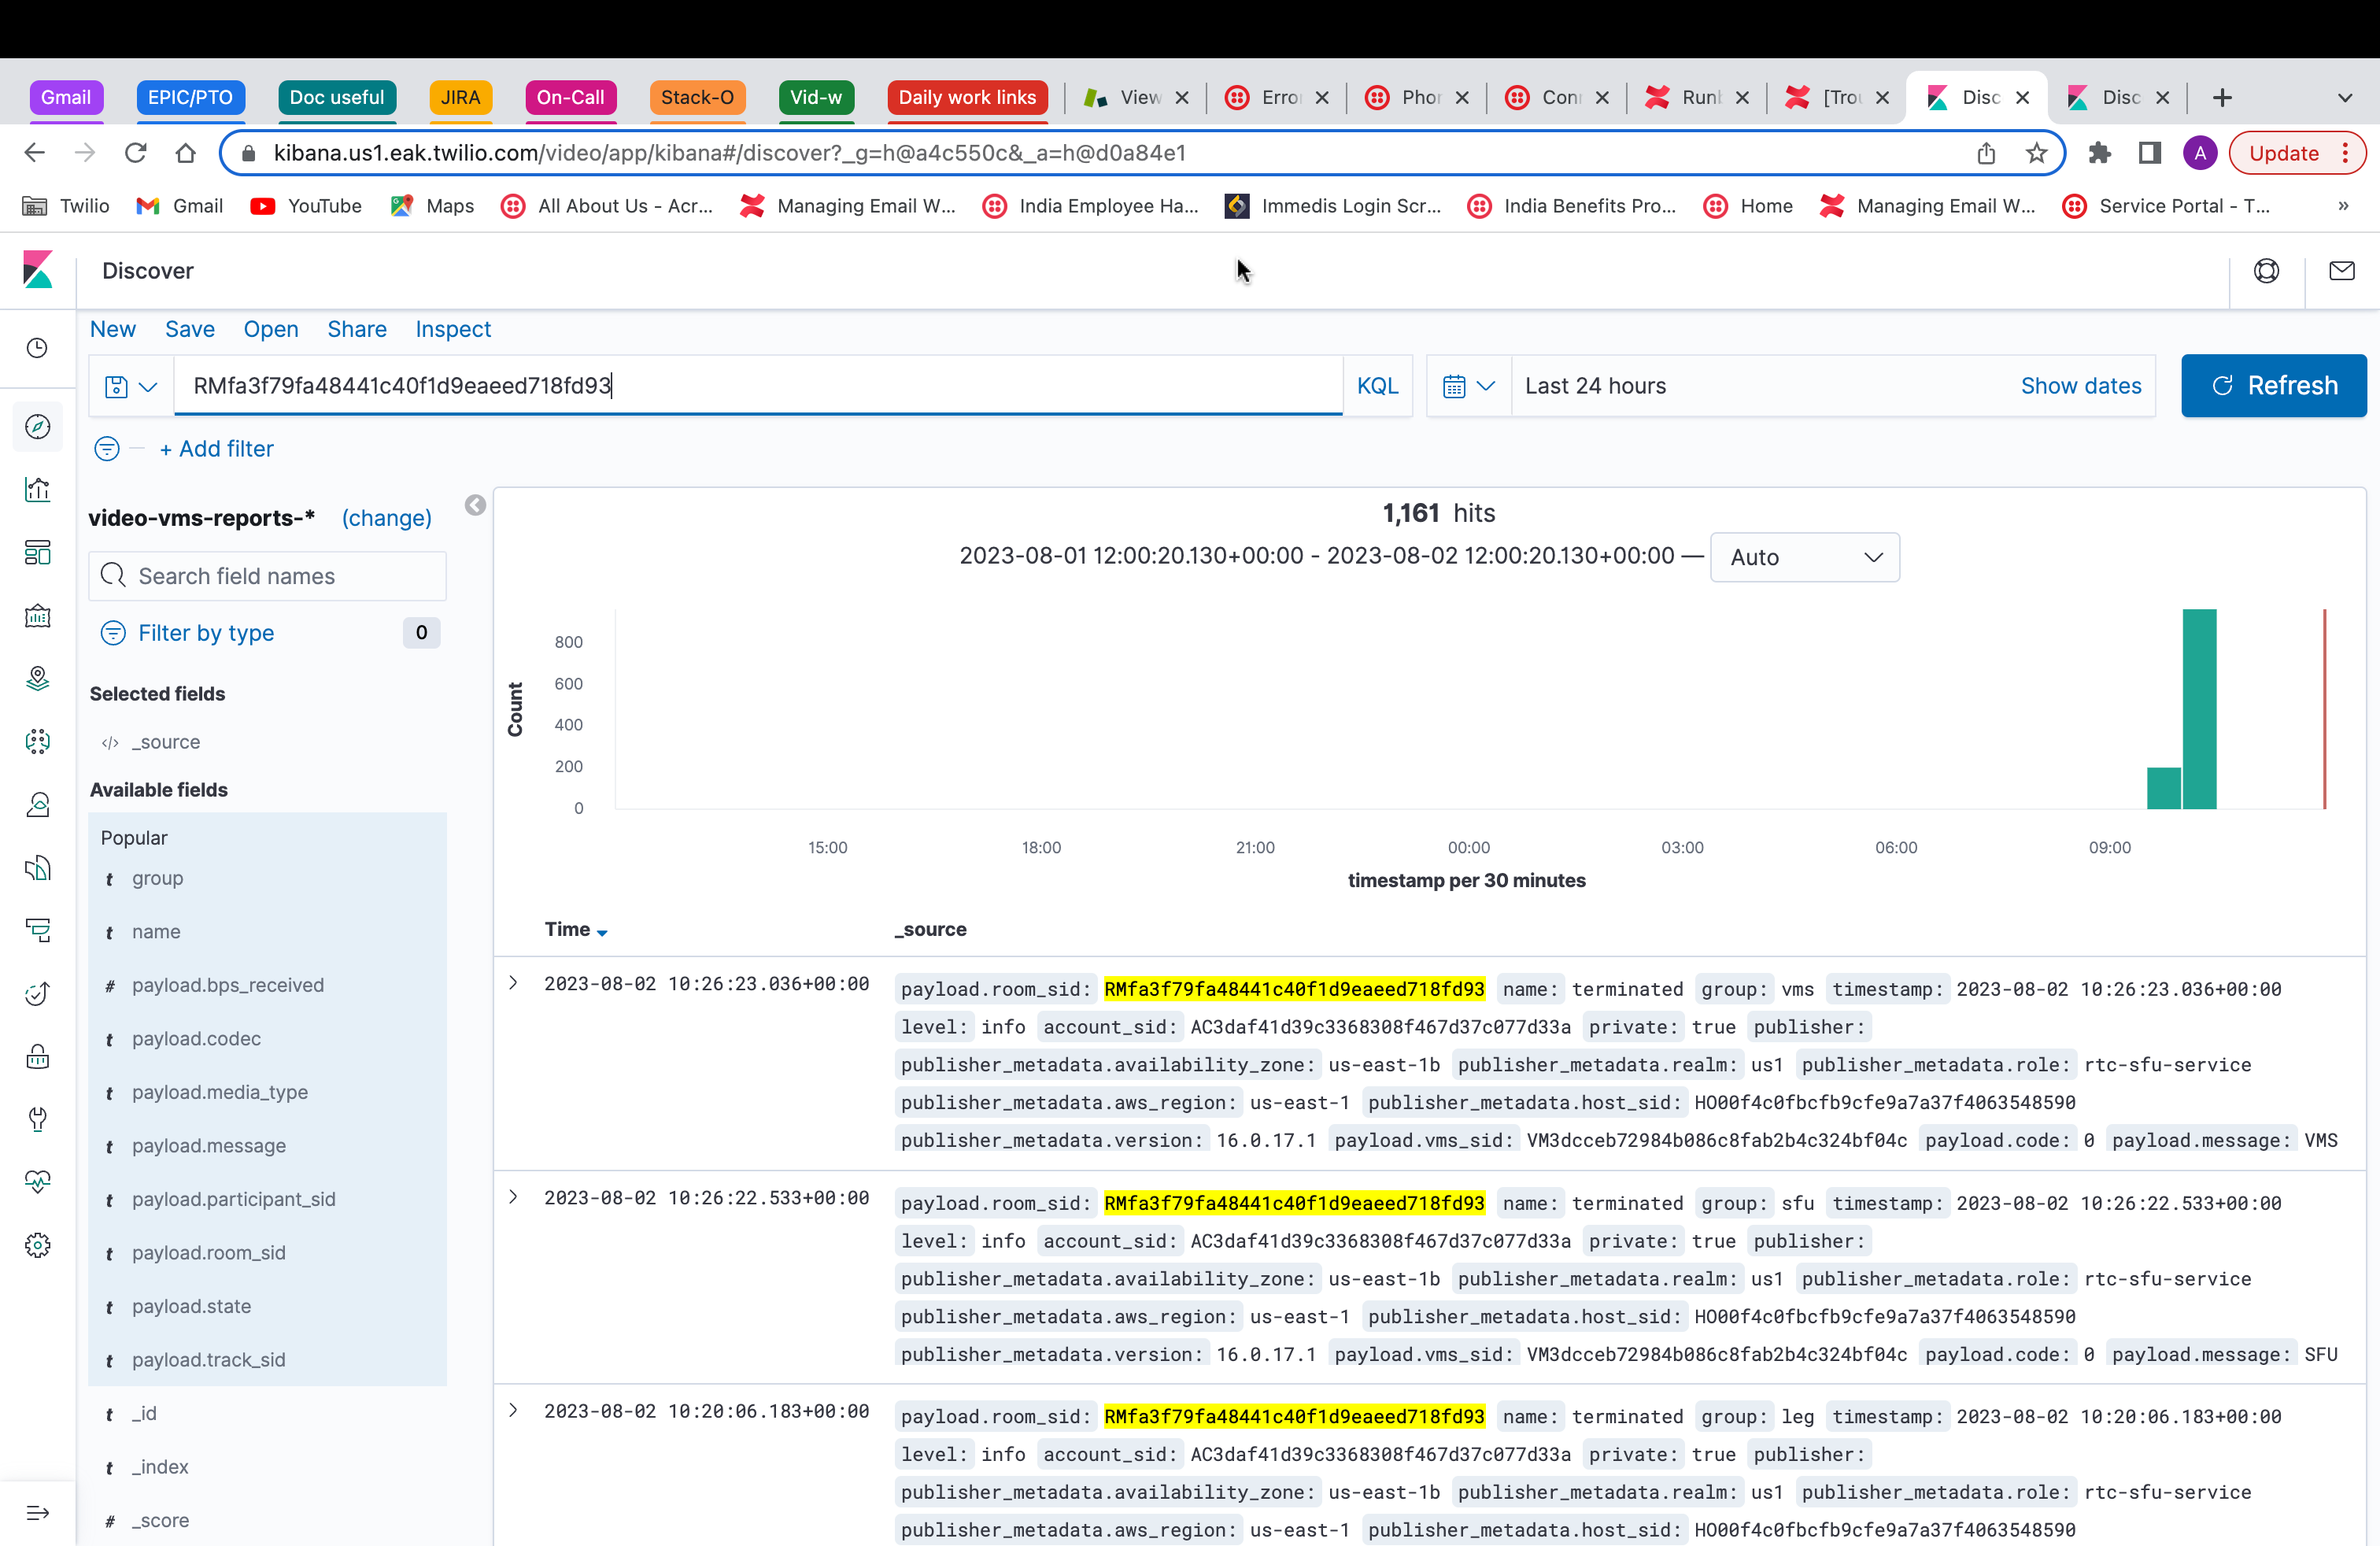 Gmail EPIC/PTO Doc useful JIRA On-Call Stack-O Vid-w Daily work links View Erro Phor Conr Runb [Trou Disc Disc
kibana.us1.eak.twilio.com/video/app/kibana#/discover?_g=h@a4c550c&_a=h@d0a84e1 A Update
Twilio Gmail YouTube Maps All About Us - Acr... Managing Email W... India Employee Ha... Immedis Login Scr... India Benefits Pro... Home Managing Email W... Service Portal - T... »
Discover
New Save Open Share Inspect
RMfa3f79fa48441c40f1d9eaeed718fd93 KQL Last 24 hours Show dates Refresh
+ Add filter
video-vms-reports-* (change)
1,161 hits
2023-08-01 12:00:20.130+00:00 - 2023-08-02 12:00:20.130+00:00 — Auto
Search field names
Filter by type 0
Selected fields
</> _source
Available fields
Popular
t group
t name
# payload.bps_received
t payload.codec
t payload.media_type
t payload.message
t payload.participant_sid
t payload.room_sid
t payload.state
t payload.track_sid
t _id
t _index
# _score
Count
800
600
400
200
0
15:00 18:00 21:00 00:00 03:00 06:00 09:00
timestamp per 30 minutes
Time _source
2023-08-02 10:26:23.036+00:00 payload.room_sid: RMfa3f79fa48441c40f1d9eaeed718fd93 name: terminated group: vms timestamp: 2023-08-02 10:26:23.036+00:00
level: info account_sid: AC3daf41d39c3368308f467d37c077d33a private: true publisher:
publisher_metadata.availability_zone: us-east-1b publisher_metadata.realm: us1 publisher_metadata.role: rtc-sfu-service
publisher_metadata.aws_region: us-east-1 publisher_metadata.host_sid: HO00f4c0fbcfb9cfe9a7a37f4063548590
publisher_metadata.version: 16.0.17.1 payload.vms_sid: VM3dcceb72984b086c8fab2b4c324bf04c payload.code: 0 payload.message: VMS
2023-08-02 10:26:22.533+00:00 payload.room_sid: RMfa3f79fa48441c40f1d9eaeed718fd93 name: terminated group: sfu timestamp: 2023-08-02 10:26:22.533+00:00
level: info account_sid: AC3daf41d39c3368308f467d37c077d33a private: true publisher:
publisher_metadata.availability_zone: us-east-1b publisher_metadata.realm: us1 publisher_metadata.role: rtc-sfu-service
publisher_metadata.aws_region: us-east-1 publisher_metadata.host_sid: HO00f4c0fbcfb9cfe9a7a37f4063548590
publisher_metadata.version: 16.0.17.1 payload.vms_sid: VM3dcceb72984b086c8fab2b4c324bf04c payload.code: 0 payload.message: SFU
2023-08-02 10:20:06.183+00:00 payload.room_sid: RMfa3f79fa48441c40f1d9eaeed718fd93 name: terminated group: leg timestamp: 2023-08-02 10:20:06.183+00:00
level: info account_sid: AC3daf41d39c3368308f467d37c077d33a private: true publisher:
publisher_metadata.availability_zone: us-east-1b publisher_metadata.realm: us1 publisher_metadata.role: rtc-sfu-service
publisher_metadata.aws_region: us-east-1 publisher_metadata.host_sid: HO00f4c0fbcfb9cfe9a7a37f4063548590